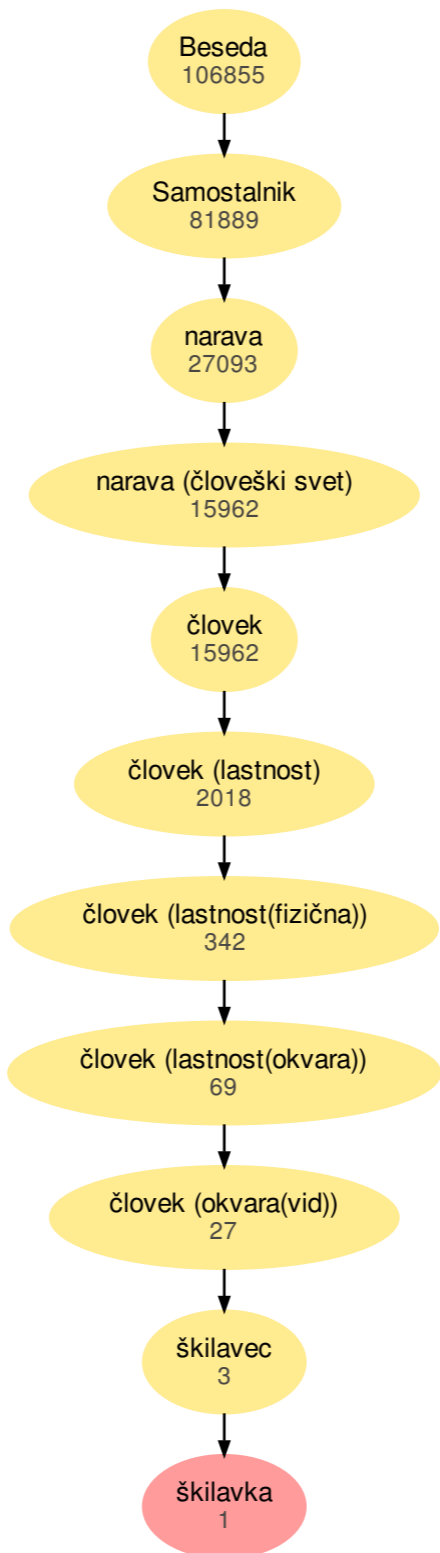 Beseda
106855
Samostalnik
81889
narava
27093
narava (človeški svet)
15962
človek
15962
človek (lastnost)
2018
človek (lastnost(fizična))
342
človek (lastnost(okvara))
69
človek (okvara(vid))
27
škilavec
3
škilavka
1